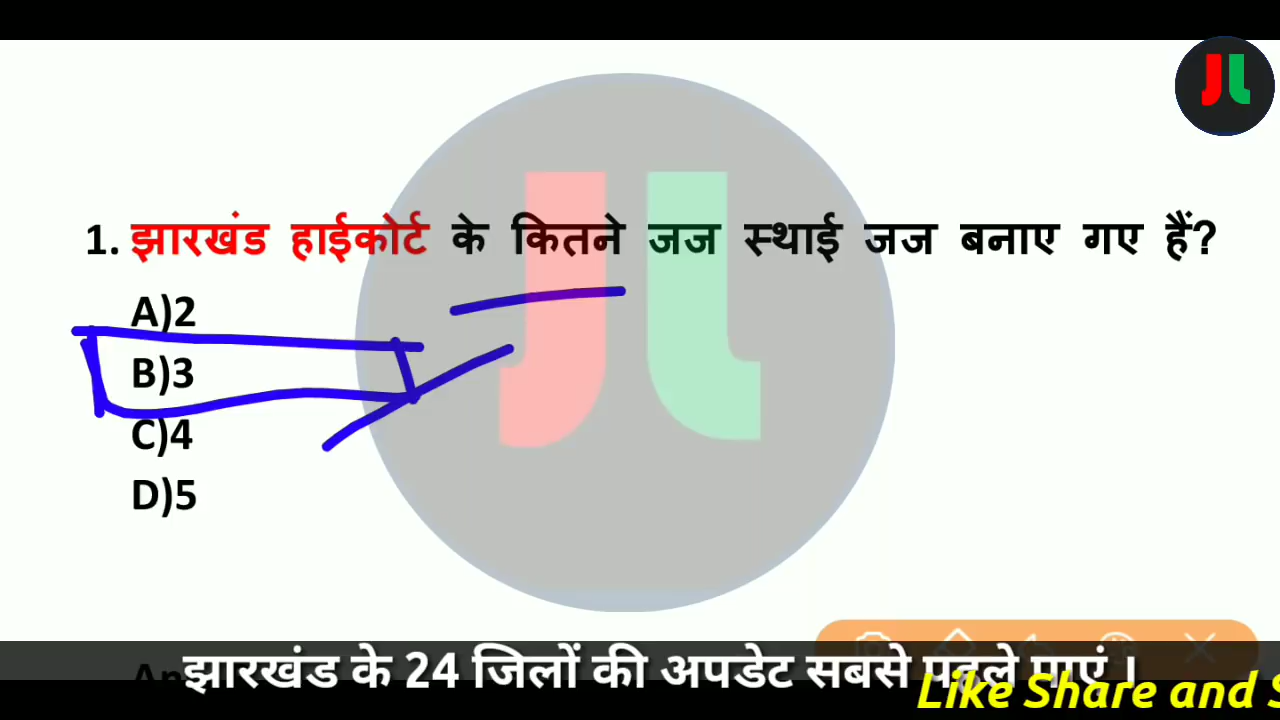 JL
1. झारखंड हाईकोर्ट के कितने जज स्थाई जज बनाए गए हैं?
A)2
B)3
C)4
D)5
झारखंड के 24 जिलों की अपडेट सबसे पहले पाएं ।
Like Share and S